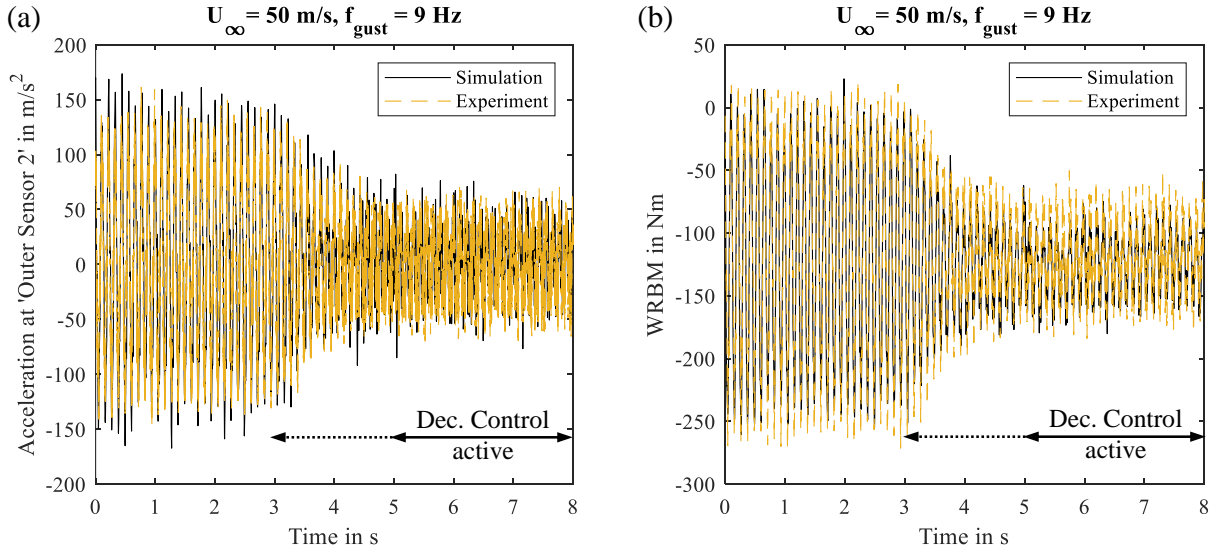 (a)
U∞ = 50 m/s, f_gust = 9 Hz
Acceleration at 'Outer Sensor 2' in m/s²
200
150
100
50
0
-50
-100
-150
-200
Simulation
Experiment
Dec. Control
active
0 1 2 3 4 5 6 7 8
Time in s
(b)
U∞ = 50 m/s, f_gust = 9 Hz
WRBM in Nm
50
0
-50
-100
-150
-200
-250
-300
Simulation
Experiment
Dec. Control
active
0 1 2 3 4 5 6 7 8
Time in s